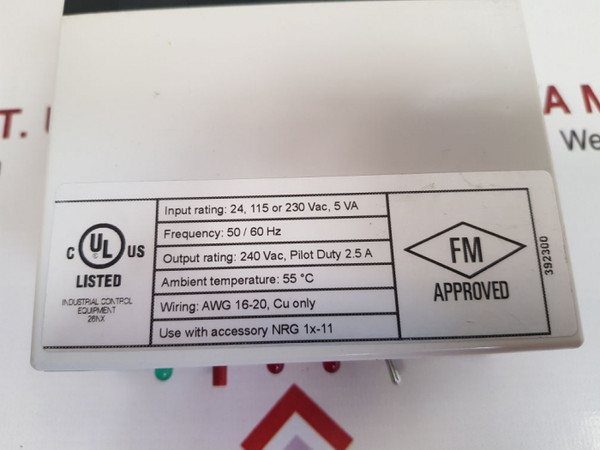 T.
A M
We
C UL US
LISTED
INDUSTRIAL CONTROL
EQUIPMENT
Input rating: 24, 115 or 230 Vac, 5 VA
Frequency: 50 / 60 Hz
Output rating: 240 Vac, Pilot Duty 2.5 A
Ambient temperature: 55 °C
Wiring: AWG 16-20, Cu only
Use with accessory NRG 1x-11
FM
APPROVED
392300